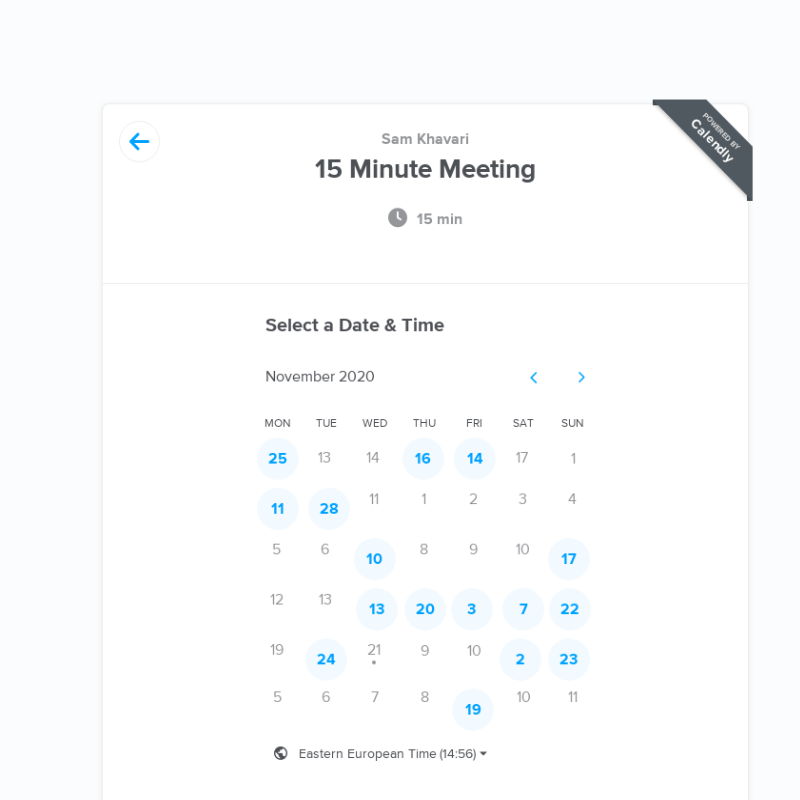 POWERED BY
Calendly
Sam Khavari
15 Minute Meeting
15 min
Select a Date & Time
November 2020
MON TUE WED THU FRI SAT SUN
25 13 14 16 14 17 1
11 28 11 1 2 3 4
5 6 10 8 9 10 17
12 13 13 20 3 7 22
19 24 21 9 10 2 23
5 6 7 8 19 10 11
Eastern European Time (14:56)